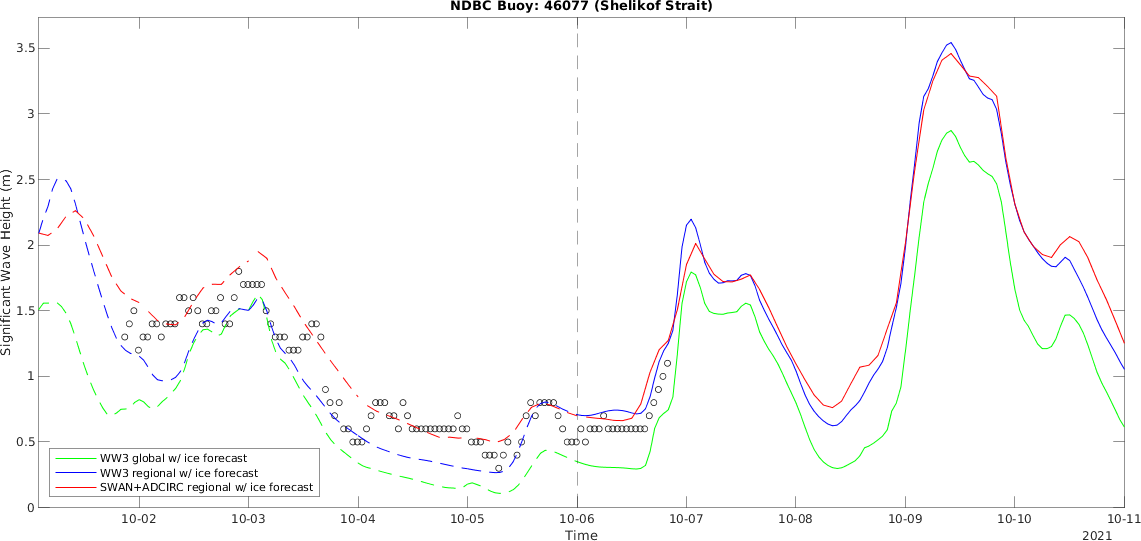 NDBC Buoy: 46077 (Shelikof Strait)
Significant Wave Height (m)
3.5
3
2.5
2
1.5
1
0.5
0
WW3 global w/ ice forecast
WW3 regional w/ ice forecast
SWAN+ADCIRC regional w/ ice forecast
10-02 10-03 10-04 10-05 10-06 10-07 10-08 10-09 10-10 10-11
Time
2021